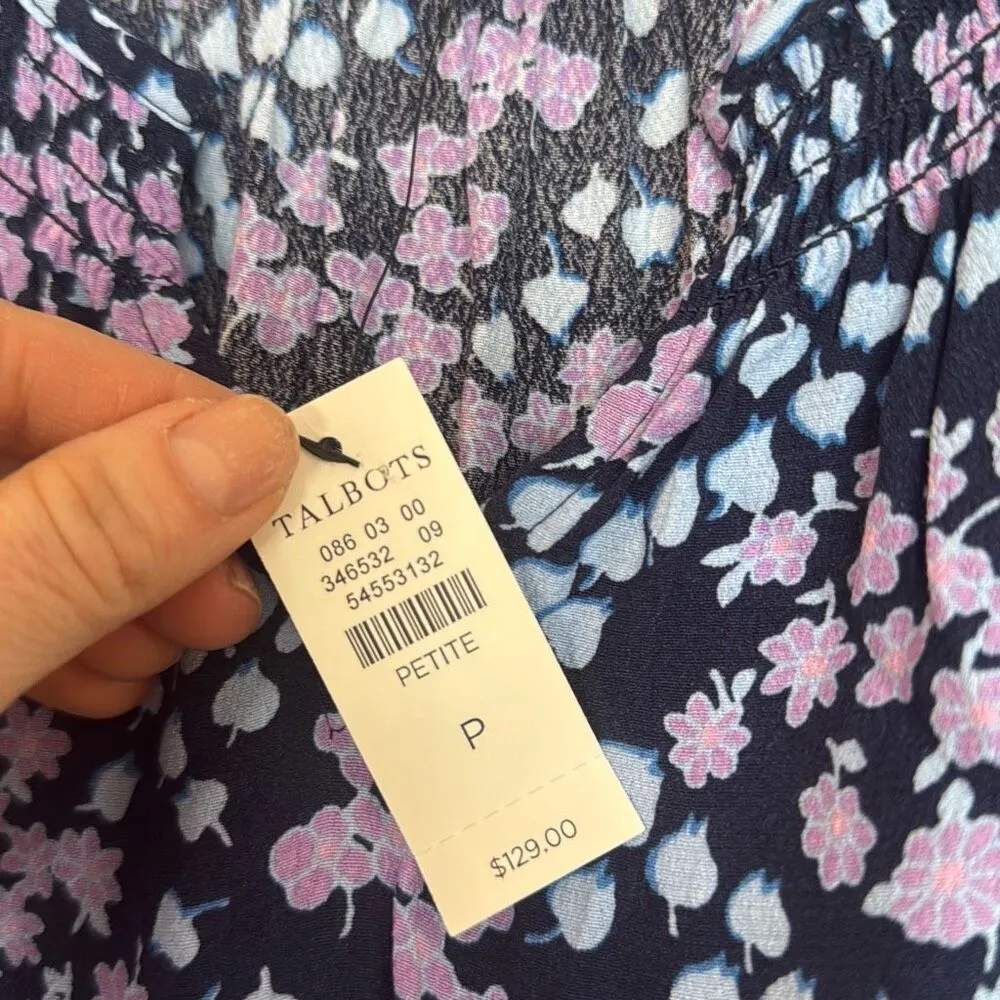 TALBOTS
086 03 00
346532 09
54553132
PETITE
P
$129.00